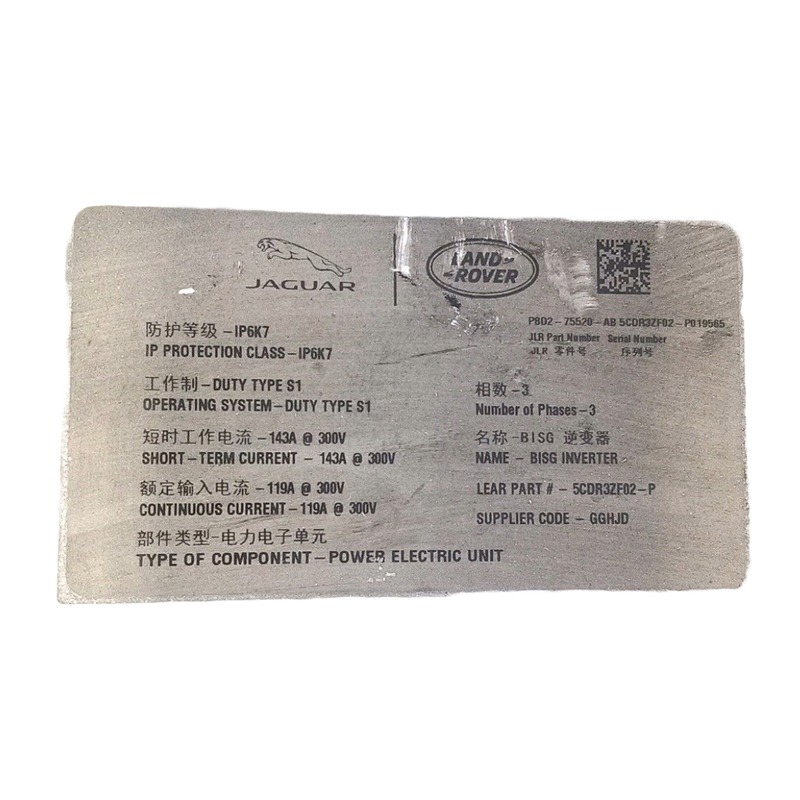 JAGUAR
LAND-
-ROVER
P8D2-75520-AB 5CDR3ZF02-P019565
JLR Part Number Serial Number
JLR 零件号 序列号
防护等级-IP6K7
IP PROTECTION CLASS-IP6K7
工作制-DUTY TYPE S1
OPERATING SYSTEM-DUTY TYPE S1
短时工作电流-143A @ 300V
SHORT-TERM CURRENT - 143A @ 300V
额定输入电流-119A @ 300V
CONTINUOUS CURRENT-119A @ 300V
部件类型-电力电子单元
TYPE OF COMPONENT-POWER ELECTRIC UNIT
相数-3
Number of Phases-3
名称-BISG 逆变器
NAME - BISG INVERTER
LEAR PART # - 5CDR3ZF02-P
SUPPLIER CODE - GGHJD